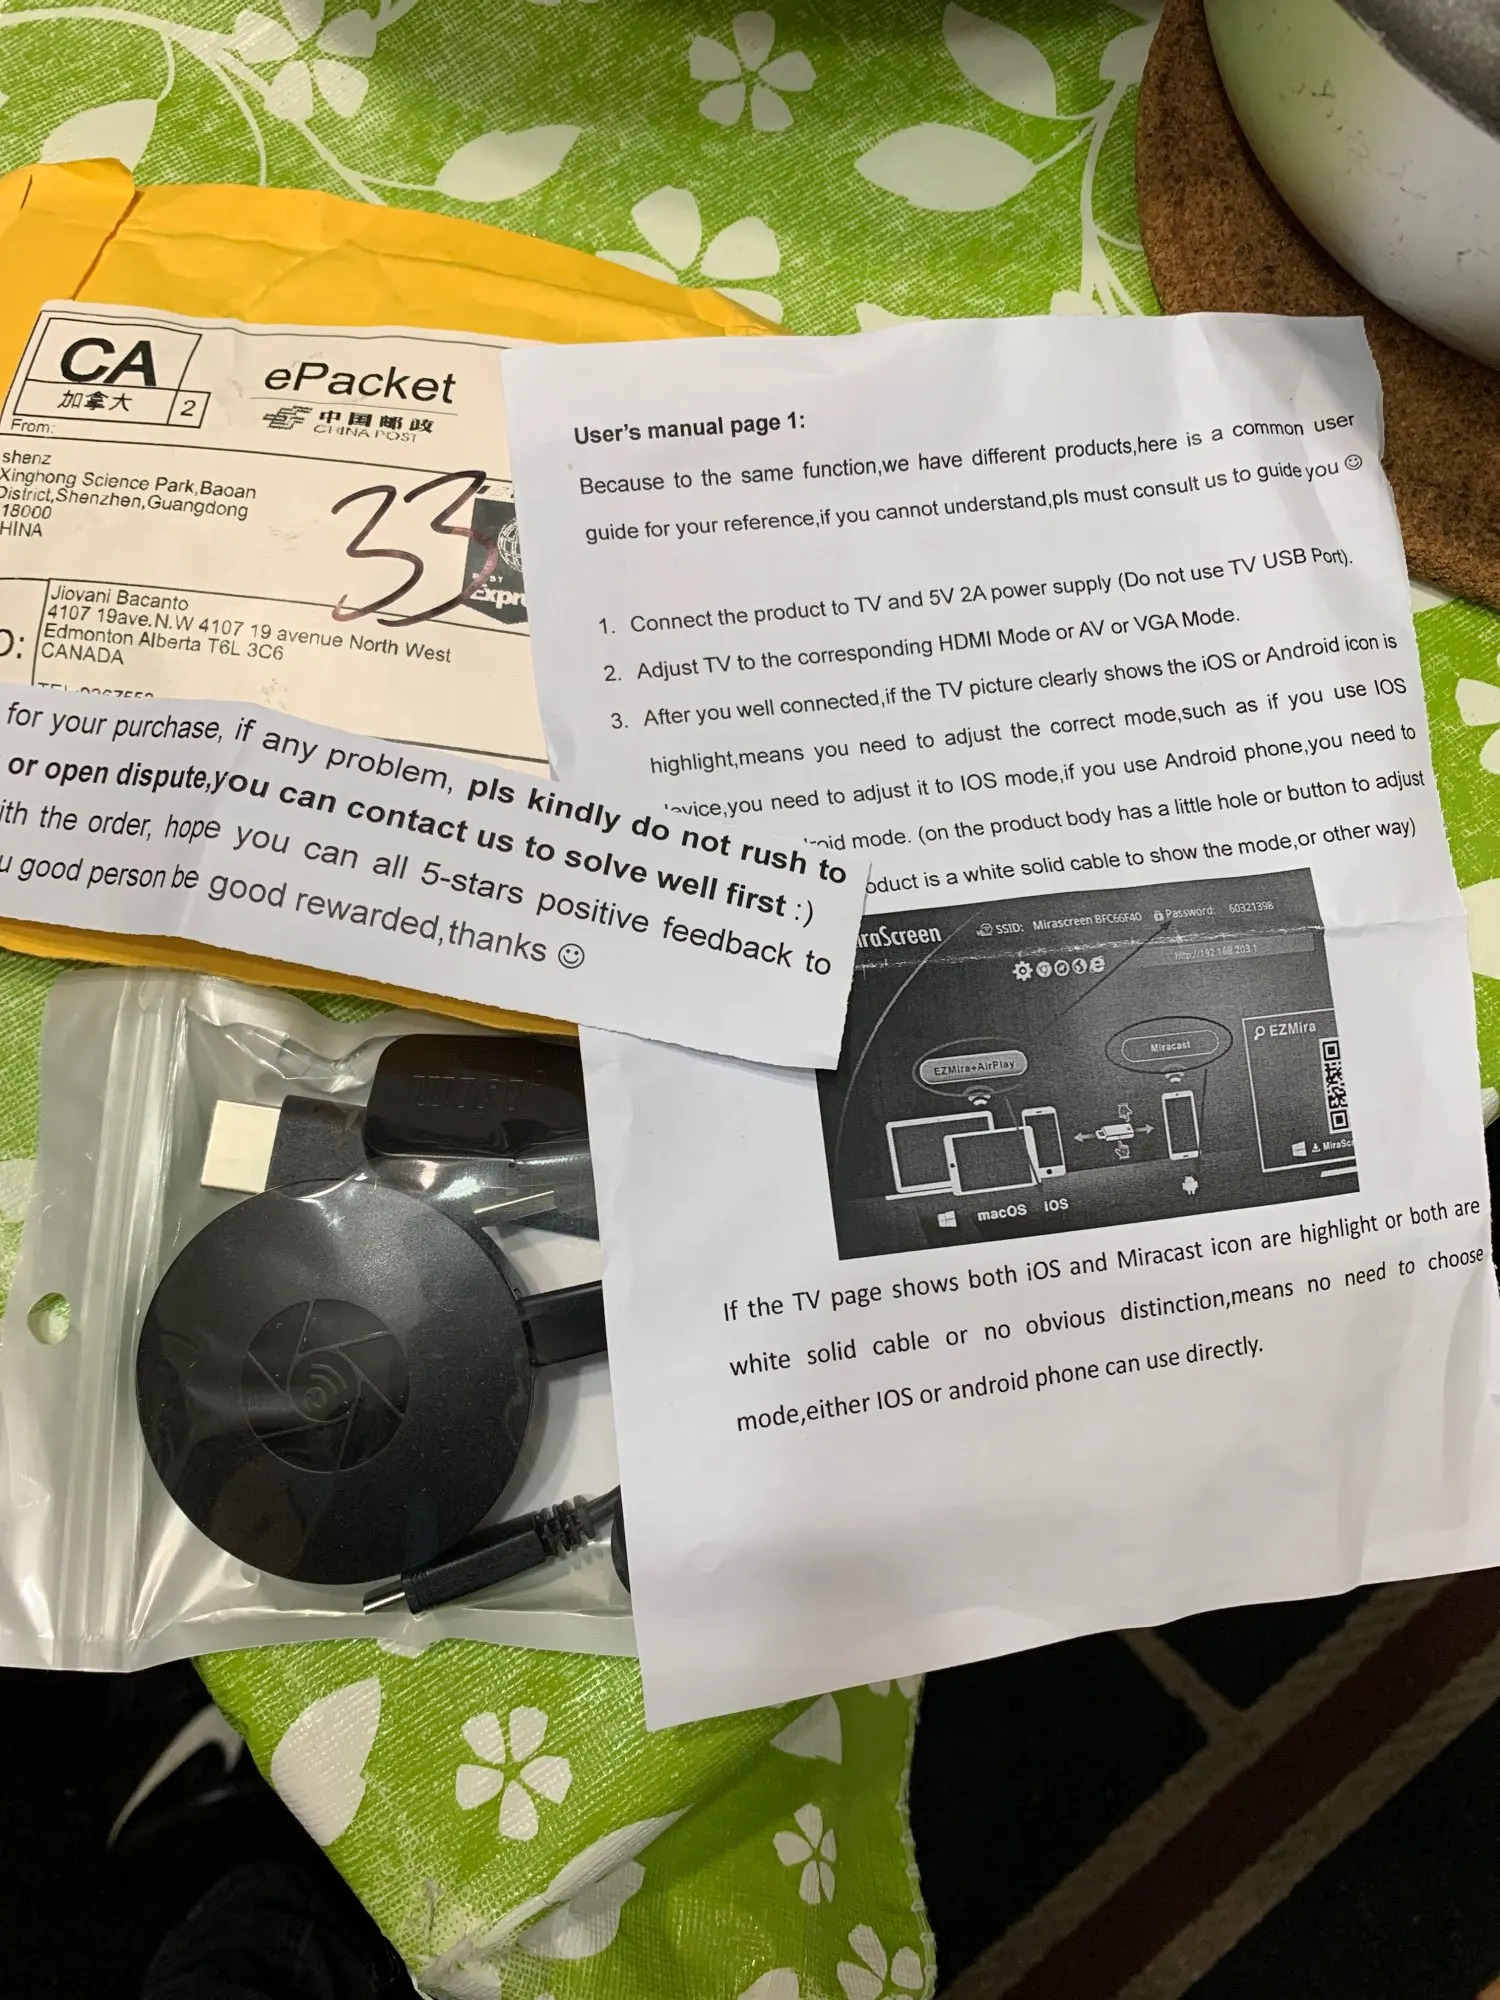 CA
加拿大
2
ePacket
中国邮政
CHINA POST
From:
shenz
Xinghong Science Park,Baoan
District,Shenzhen,Guangdong
18000
HINA
33
Expr
Jiovani Bacanto
4107 19ave.N.W 4107 19 avenue North West
Edmonton Alberta T6L 3C6
CANADA
for your purchase, if any problem, pls kindly do not rush to
or open dispute,you can contact us to solve well first :)
ith the order, hope you can all 5-stars positive feedback to
u good person be good rewarded,thanks ☺
User's manual page 1:
Because to the same function,we have different products,here is a common user
guide for your reference,if you cannot understand,pls must consult us to guide you ☺
1. Connect the product to TV and 5V 2A power supply (Do not use TV USB Port).
2. Adjust TV to the corresponding HDMI Mode or AV or VGA Mode.
3. After you well connected,if the TV picture clearly shows the iOS or Android icon is
highlight,means you need to adjust the correct mode,such as if you use IOS
evice,you need to adjust it to IOS mode,if you use Android phone,you need to
roid mode. (on the product body has a little hole or button to adjust
oduct is a white solid cable to show the mode,or other way)
iraScreen
SSID: Mirascreen BFC66F40
Password: 60321398
http://192.168.203.1
EZMira+AirPlay
Miracast
EZMira
MiraSc
macOS IOS
If the TV page shows both iOS and Miracast icon are highlight or both are
white solid cable or no obvious distinction,means no need to choose
mode,either IOS or android phone can use directly.